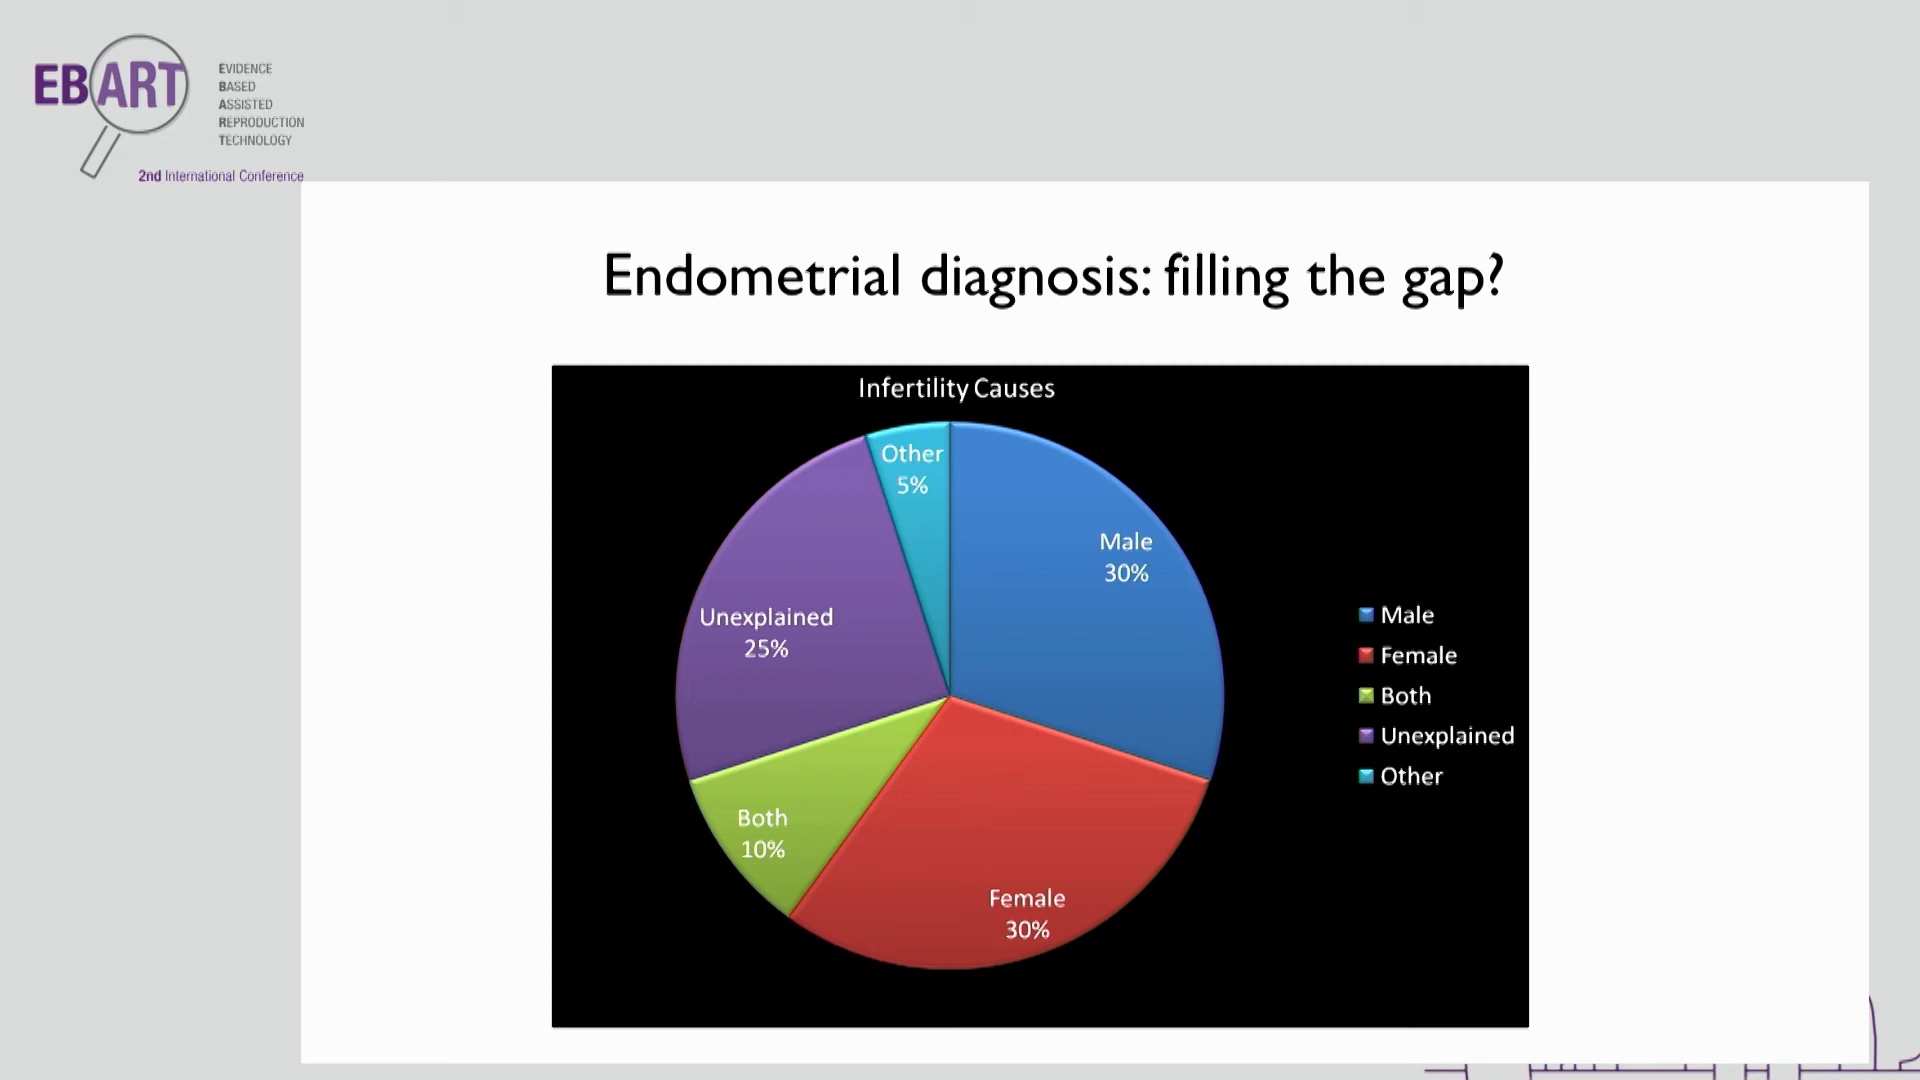 EBART
EVIDENCE
BASED
ASSISTED
REPRODUCTION
TECHNOLOGY
2nd International Conference
Endometrial diagnosis: filling the gap?
Infertility Causes
Other
5%
Male
30%
Unexplained
25%
Both
10%
Female
30%
Male
Female
Both
Unexplained
Other